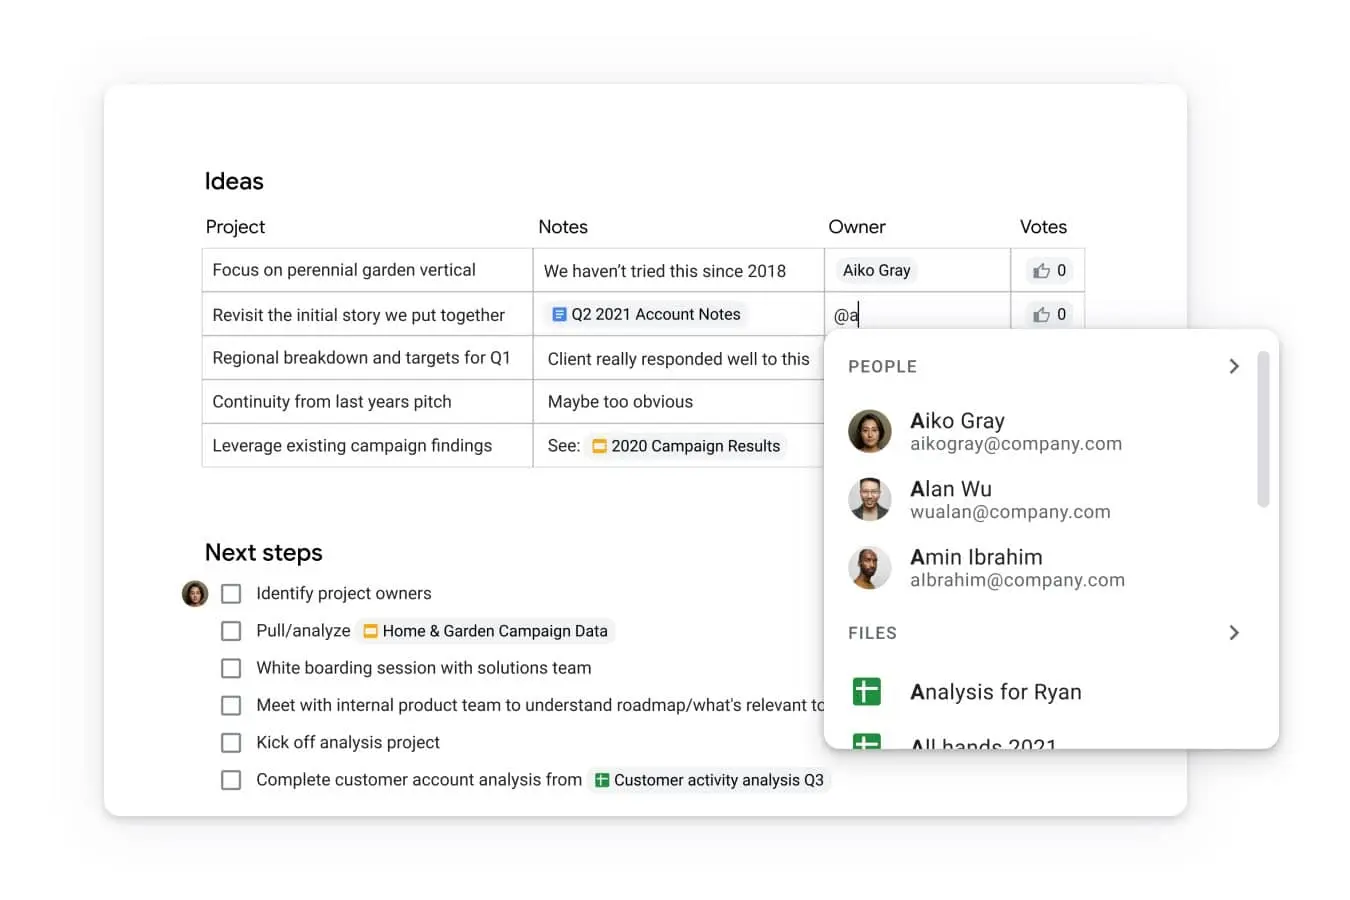 Ideas
Project Notes Owner Votes
Focus on perennial garden vertical We haven’t tried this since 2018 Aiko Gray 0
Revisit the initial story we put together Q2 2021 Account Notes @a 0
Regional breakdown and targets for Q1 Client really responded well to this
Continuity from last years pitch Maybe too obvious
Leverage existing campaign findings See: 2020 Campaign Results
PEOPLE
Aiko Gray
aikogray@company.com
Alan Wu
wualan@company.com
Amin Ibrahim
albrahim@company.com
FILES
Analysis for Ryan
All hands 2021
Next steps
Identify project owners
Pull/analyze Home & Garden Campaign Data
White boarding session with solutions team
Meet with internal product team to understand roadmap/what's relevant to
Kick off analysis project
Complete customer account analysis from Customer activity analysis Q3